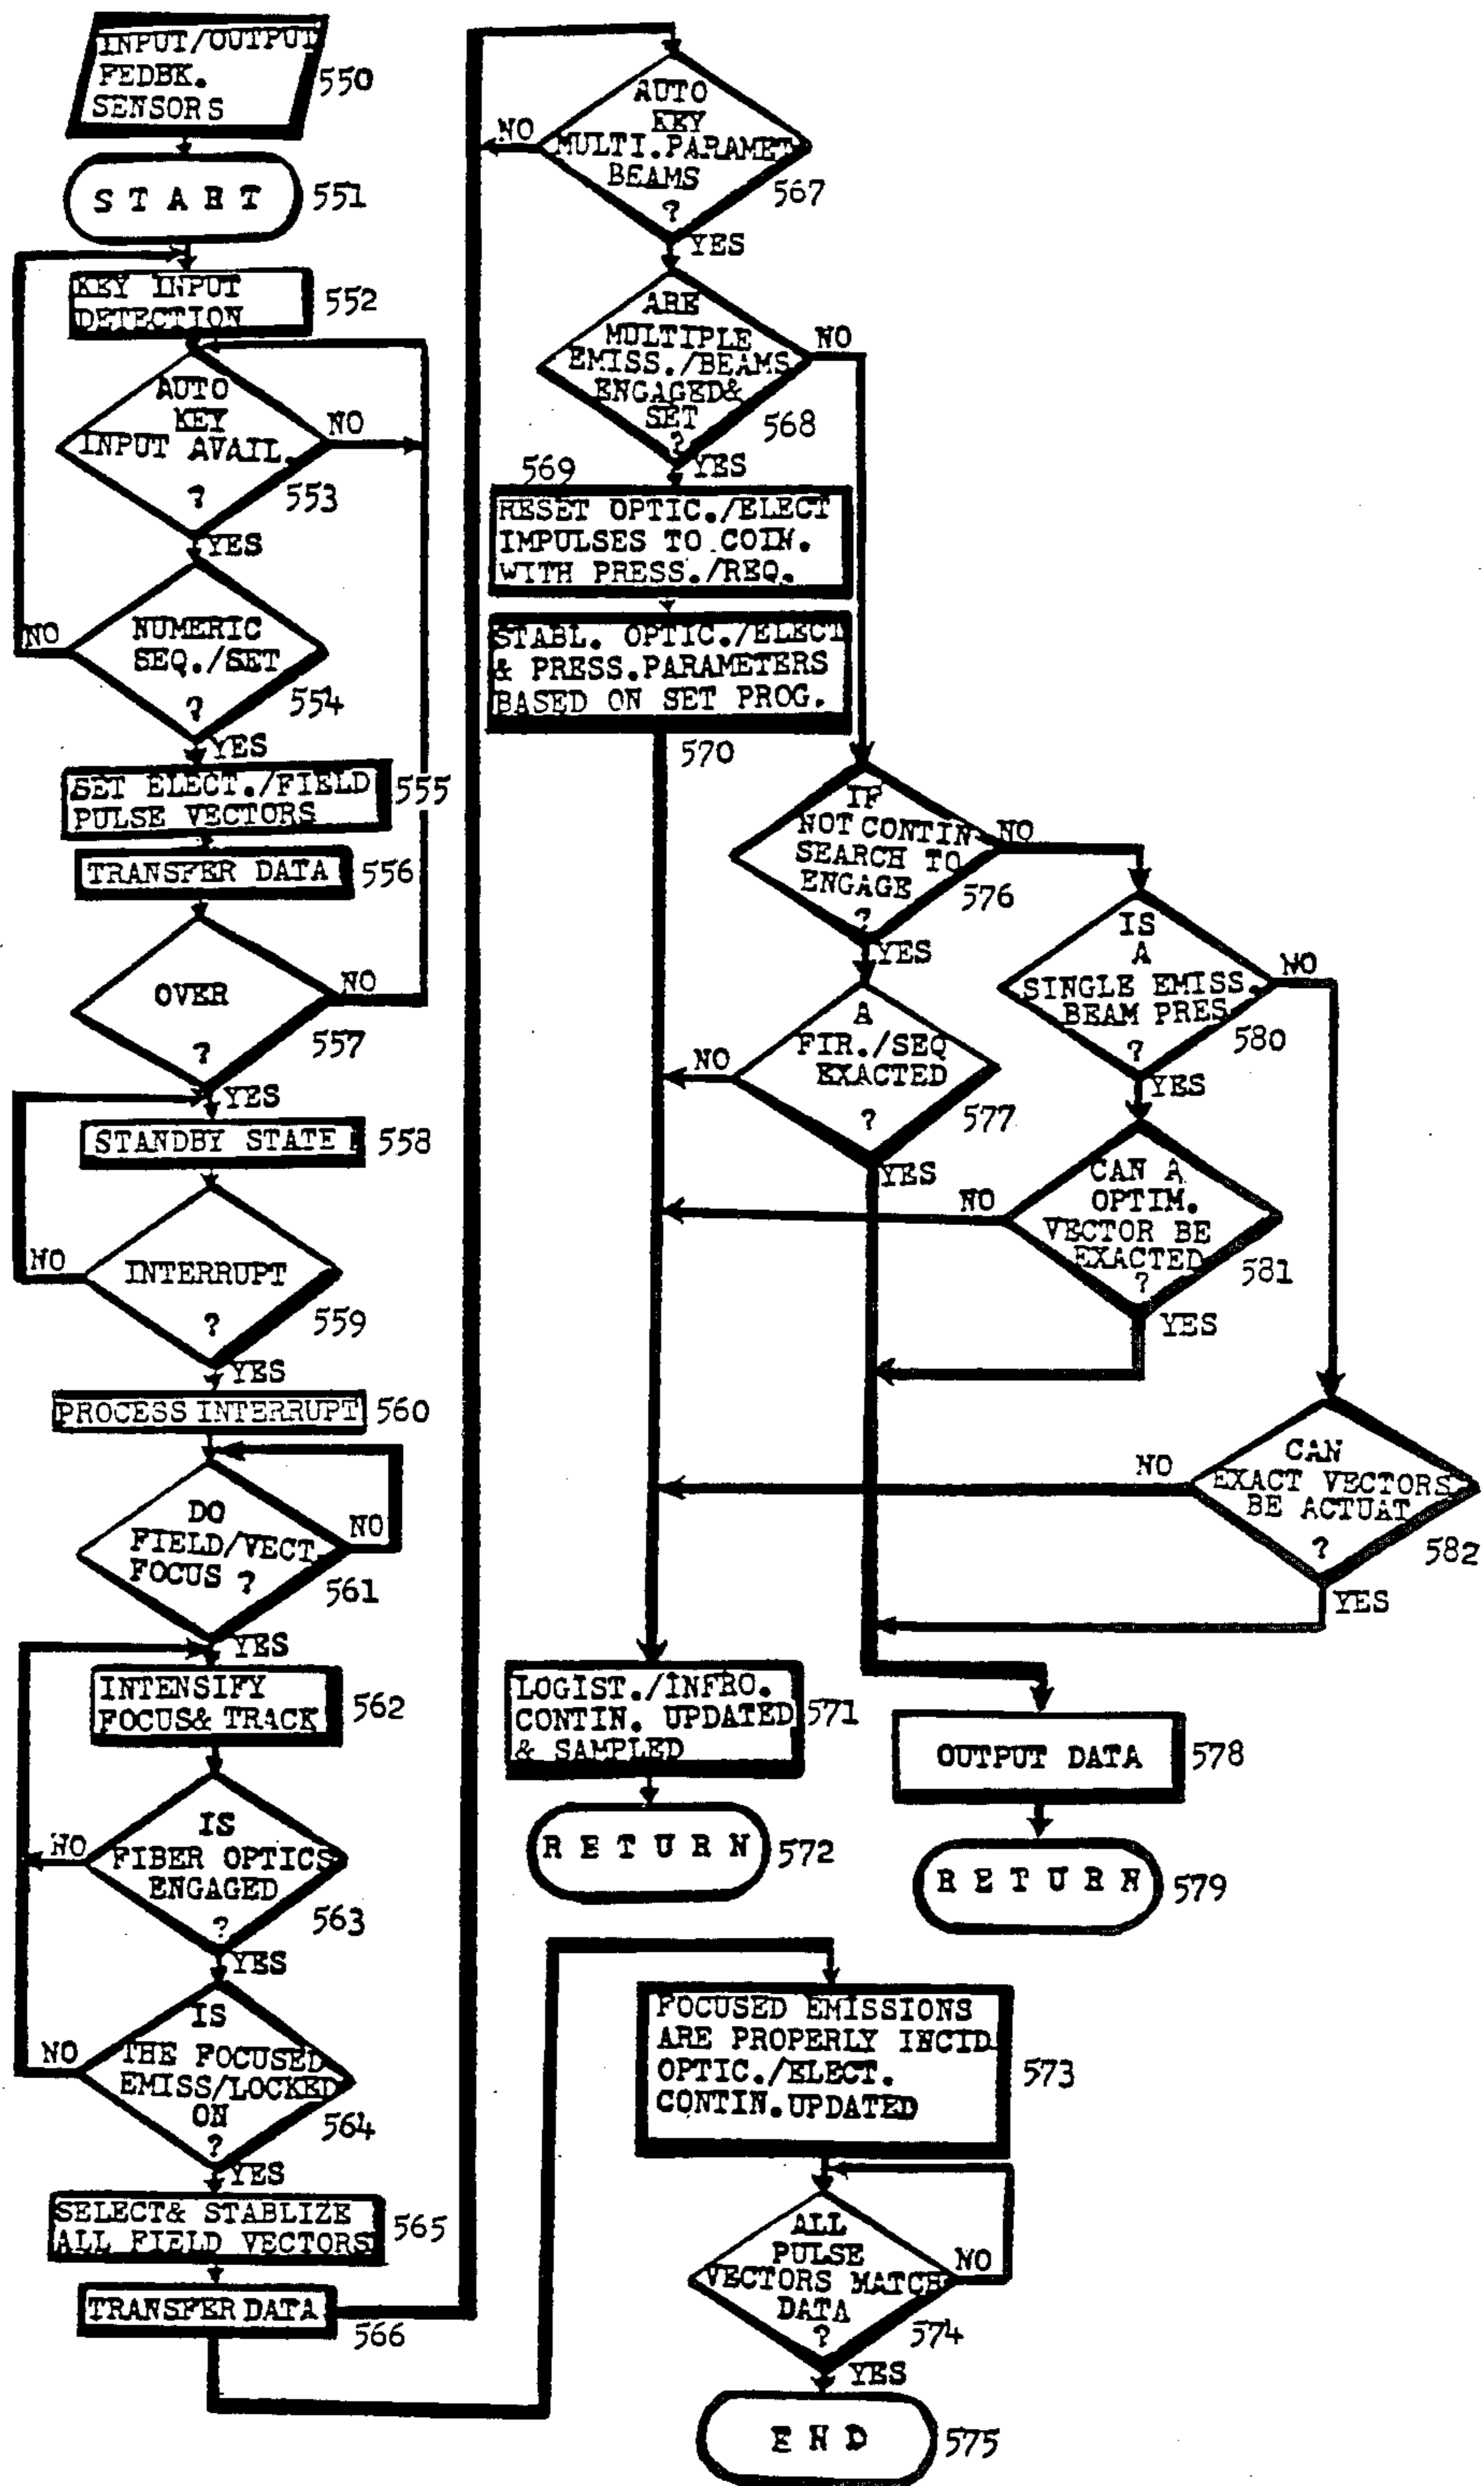 INPUT/OUTPUT
FEDBK.
SENSORS
550
START
551
KEY INPUT
DETECTION
552
AUTO
KEY
INPUT AVAIL.
?
553
NO
YES
NUMERIC
SEQ./SET
?
554
NO
YES
SET ELECT./FIELD
PULSE VECTORS
555
TRANSFER DATA
556
OVER
?
557
NO
YES
STANDBY STATE
558
INTERRUPT
?
559
NO
YES
PROCESS INTERRUPT
560
DO
FIELD/VECT.
FOCUS ?
561
NO
YES
INTENSIFY
FOCUS& TRACK
562
IS
FIBER OPTICS
ENGAGED
?
563
NO
YES
IS
THE FOCUSED
EMISS/LOCKED
ON
?
564
NO
YES
SELECT& STABLIZE
ALL FIELD VECTORS
565
TRANSFER DATA
566
AUTO
KEY
MULTI.PARAMET
BEAMS
?
567
NO
YES
ARE
MULTIPLE
EMISS./BEAMS
ENGAGED&
SET
?
568
NO
YES
569
RESET OPTIC./ELECT
IMPULSES TO COIN.
WITH PRESS./REQ.
STABL. OPTIC./ELECT
& PRESS.PARAMETERS
BASED ON SET PROG.
570
IF
NOT CONTIN
SEARCH TO
ENGAGE
?
576
NO
YES
A
FIR./SEQ
EXACTED
?
577
NO
YES
IS
A
SINGLE EMISS.
BEAM PRES.
?
580
NO
YES
CAN A
OPTIM.
VECTOR BE
EXACTED
?
581
NO
YES
CAN
EXACT VECTORS
BE ACTUAT
?
582
NO
YES
LOGIST./INFRO.
CONTIN. UPDATED
& SAMPLED
571
RETURN
572
OUTPUT DATA
578
RETURN
579
FOCUSED EMISSIONS
ARE PROPERLY INCID.
OPTIC./ELECT.
CONTIN.UPDATED
573
ALL
PULSE
VECTORS MATCH
DATA
?
574
NO
YES
END
575